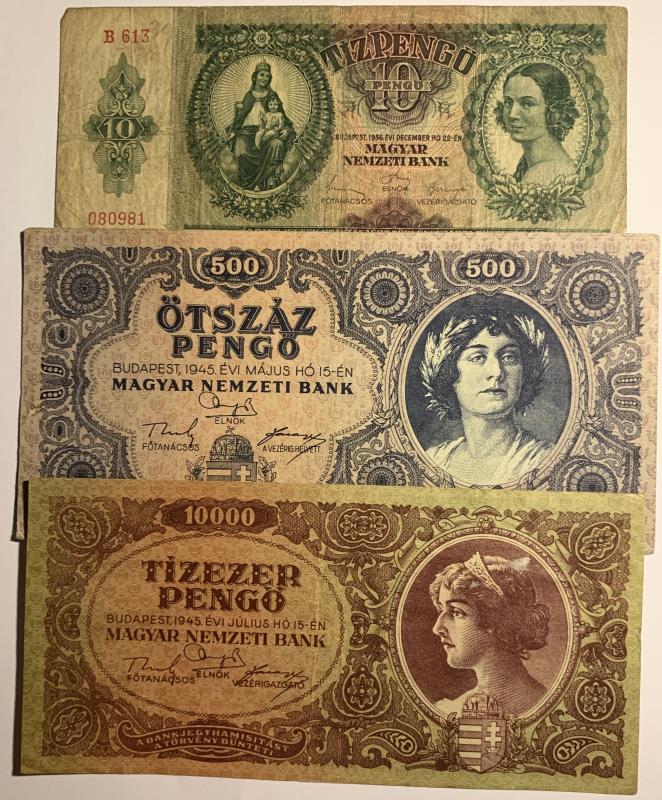 B 613
TIZPENGŐ
10
PENGŐ
10
BUDAPEST, 1936. ÉVI DECEMBER HÓ 22-ÉN
MAGYAR
NEMZETI BANK
ELNÖK
FŐTANÁCSOS VEZÉRIGAZGATÓ
080981
500 500
ÖTSZÁZ
PENGŐ
BUDAPEST, 1945. ÉVI MÁJUS HÓ 15-ÉN
MAGYAR NEMZETI BANK
ELNÖK
FŐTANÁCSOS A VEZÉRIG. HELYETT
10000
TÍZEZER
PENGŐ
BUDAPEST, 1945. ÉVI JÚLIUS HÓ 15-ÉN
MAGYAR NEMZETI BANK
ELNÖK
FŐTANÁCSOS VEZÉRIGAZGATÓ
A BANKJEGYHAMISÍTÁST
A TÖRVÉNY BÜNTETI